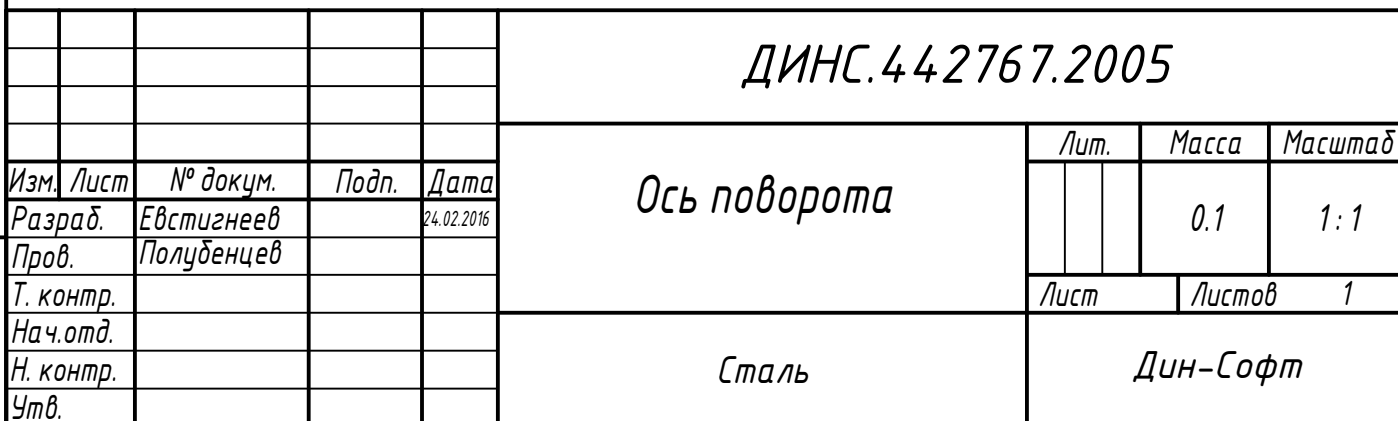 ДИНС.442767.2005
Лит. Масса Масштаб
Изм. Лист № докум. Подп. Дата
Ось поворота
Разраб. Евстигнеев 24.02.2016
0.1 1:1
Пров. Полубенцев
Т. контр.
Лист Листов 1
Нач.отд.
Н. контр.
Сталь
Дин-Софт
Утв.